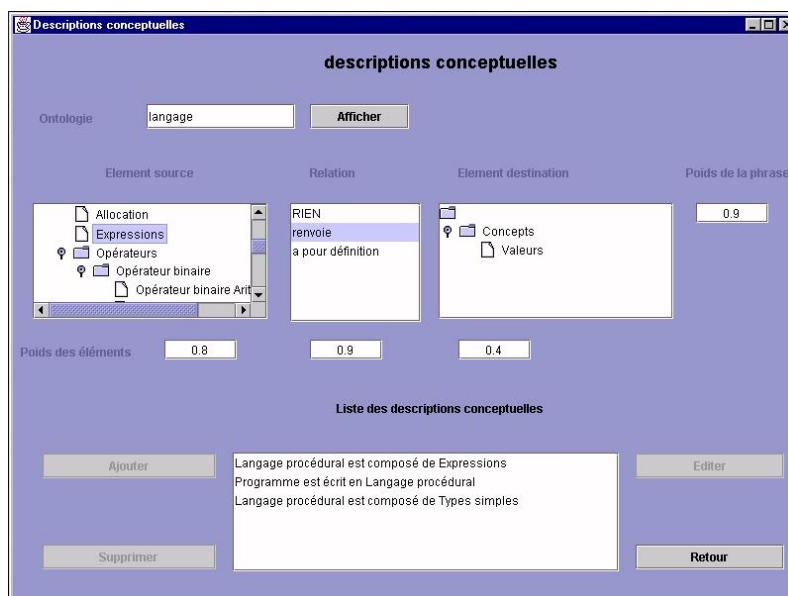 Descriptions conceptuelles
descriptions conceptuelles
Ontologie langage Afficher
Element source Relation Element destination Poids de la phrase
Allocation RIEN 0.9
Expressions renvoie Concepts
Opérateurs a pour définition Valeurs
Opérateur binaire
Opérateur binaire Arit
Poids des éléments 0.8 0.9 0.4
Liste des descriptions conceptuelles
Ajouter Langage procédural est composé de Expressions Editer
Programme est écrit en Langage procédural
Langage procédural est composé de Types simples
Supprimer Retour